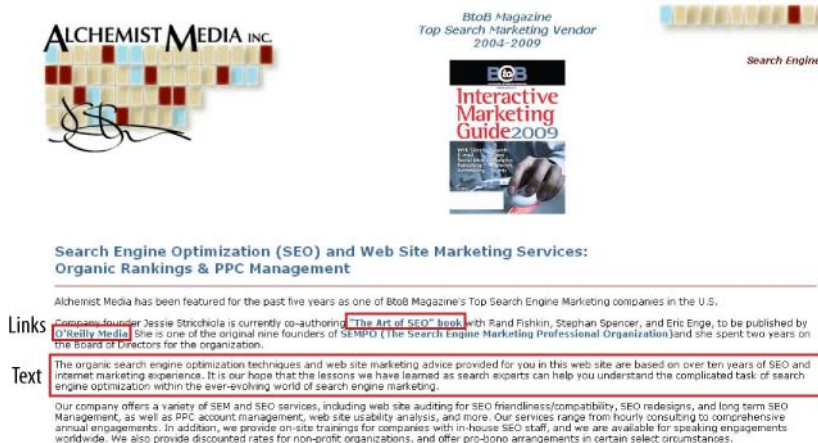 ALCHEMIST MEDIA INC.
BtoB Magazine
Top Search Marketing Vendor
2004-2009
Search Engine
BtoB
Interactive
Marketing
Guide2009
Search Engine Optimization (SEO) and Web Site Marketing Services:
Organic Rankings & PPC Management
Alchemist Media has been featured for the past five years as one of BtoB Magazine's Top Search Engine Marketing companies in the U.S.
Links
Company founder Jessie Stricchiola is currently co-authoring "The Art of SEO" book with Rand Fishkin, Stephan Spencer, and Eric Enge, to be published by
O'Reilly Media. She is one of the original nine founders of SEMPO (The Search Engine Marketing Professional Organization)and she spent two years on
the Board of Directors for the organization.
Text
The organic search engine optimization techniques and web site marketing advice provided for you in this web site are based on over ten years of SEO and
internet marketing experience. It is our hope that the lessons we have learned as search experts can help you understand the complicated task of search
engine optimization within the ever-evolving world of search engine marketing.
Our company offers a variety of SEM and SEO services, including web site auditing for SEO friendliness/compatibility, SEO redesigns, and long term SEO
Management, as well as PPC account management, web site usability analysis, and more. Our services range from hourly consulting to comprehensive
annual engagements. In addition, we provide on-site trainings for companies with in-house SEO staff, and we are available for speaking engagements
worldwide. We also provide discounted rates for non-profit organizations, and offer pro-bono arrangements in certain select circumstances.